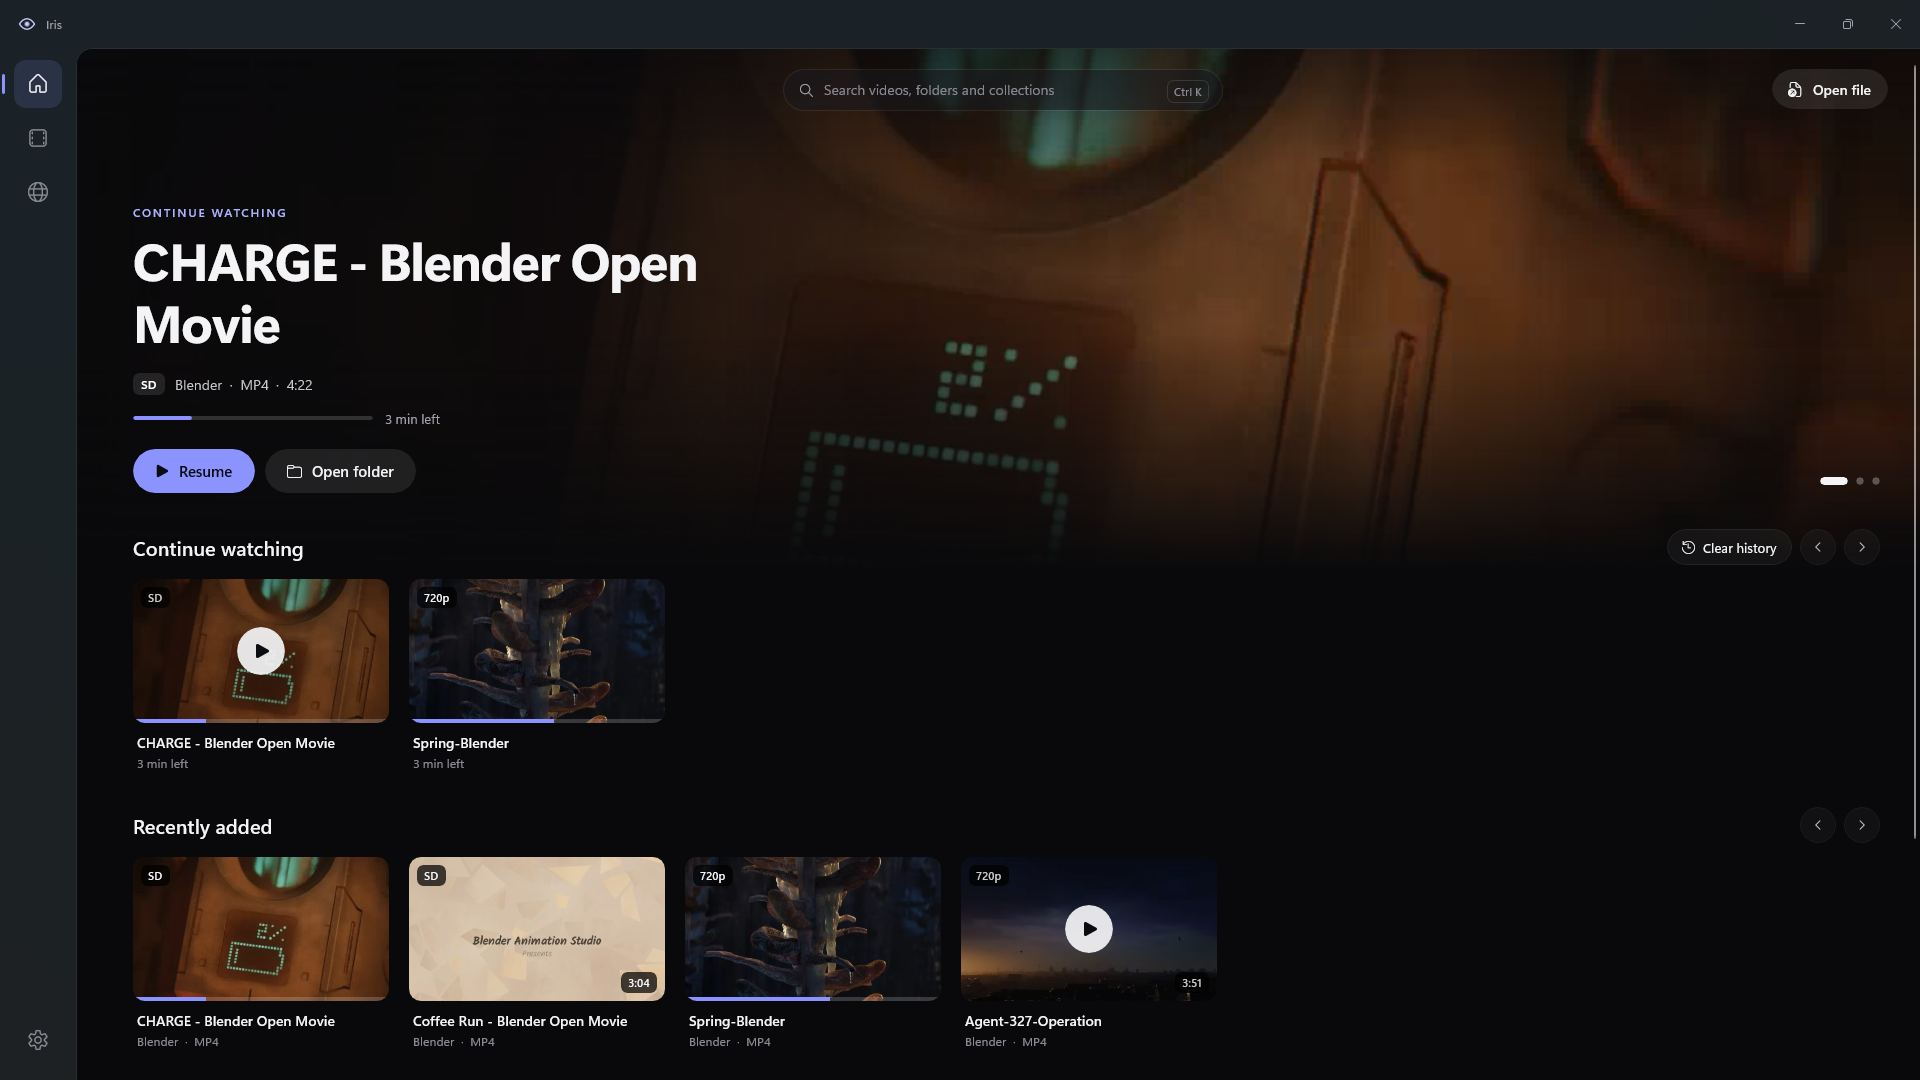 Iris
Search videos, folders and collections
Ctrl K
Open file
CONTINUE WATCHING
CHARGE - Blender Open
Movie
SD Blender · MP4 · 4:22
3 min left
Resume
Open folder
Continue watching
Clear history
SD
720p
CHARGE - Blender Open Movie
3 min left
Spring-Blender
3 min left
Recently added
SD
2%
SD
Blender Animation Studio
Presents
3:04
720p
720p
3:51
CHARGE - Blender Open Movie
Blender · MP4
Coffee Run - Blender Open Movie
Blender · MP4
Spring-Blender
Blender · MP4
Agent-327-Operation
Blender · MP4
2%